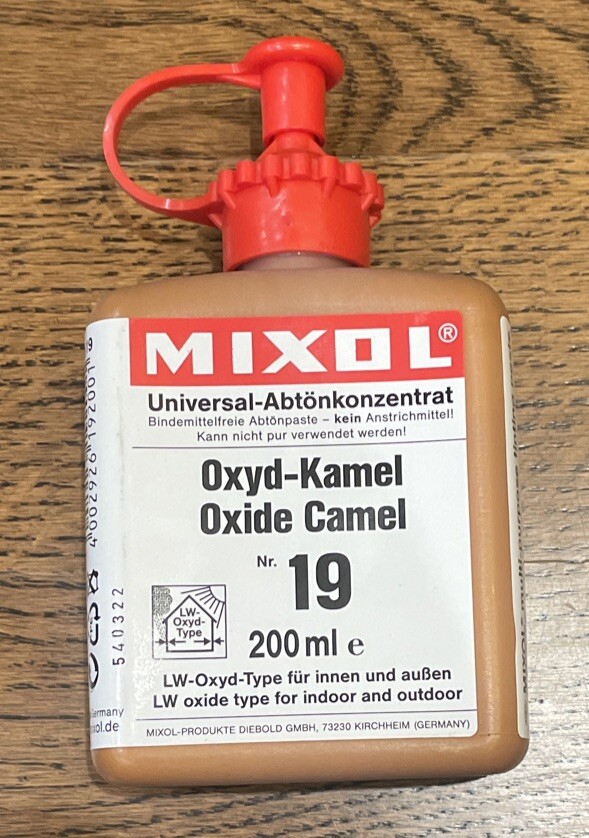 MIXOL®
Universal-Abtönkonzentrat
Bindemittelfreie Abtönpaste – kein Anstrichmittel!
Kann nicht pur verwendet werden!
Oxyd-Kamel
Oxide Camel
Nr. 19
LW-
Oxyd-
Type
200 ml e
LW-Oxyd-Type für innen und außen
LW oxide type for indoor and outdoor
MIXOL-PRODUKTE DIEBOLD GMBH, 73230 KIRCHHEIM (GERMANY)
540322